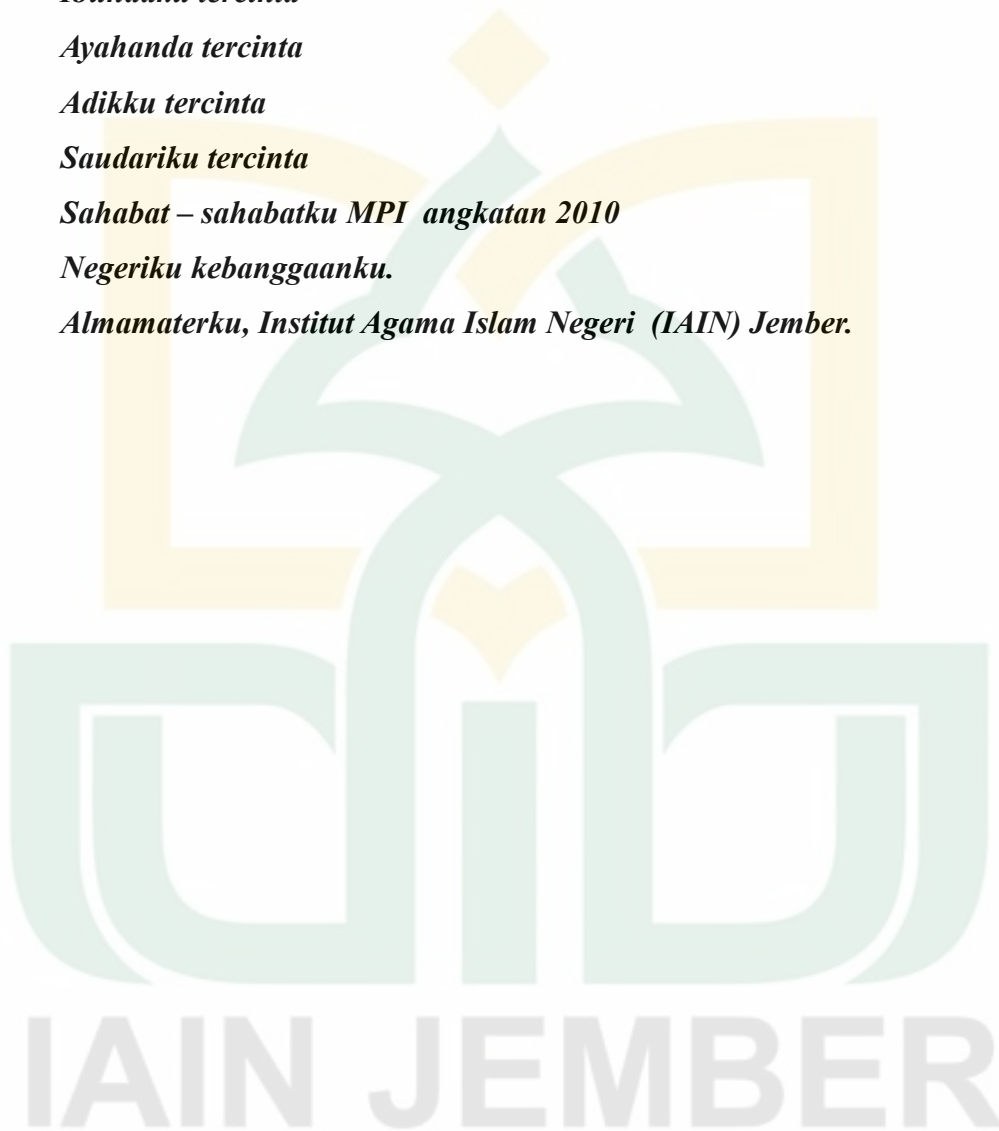 tercinta
Ayahanda tercinta
Adikku tercinta
Saudariku tercinta
Sahabat – sahabatku MPI angkatan 2010
Negeriku kebanggaanku.
Almamaterku, Institut Agama Islam Negeri (IAIN) Jember.
IAIN JEMBER